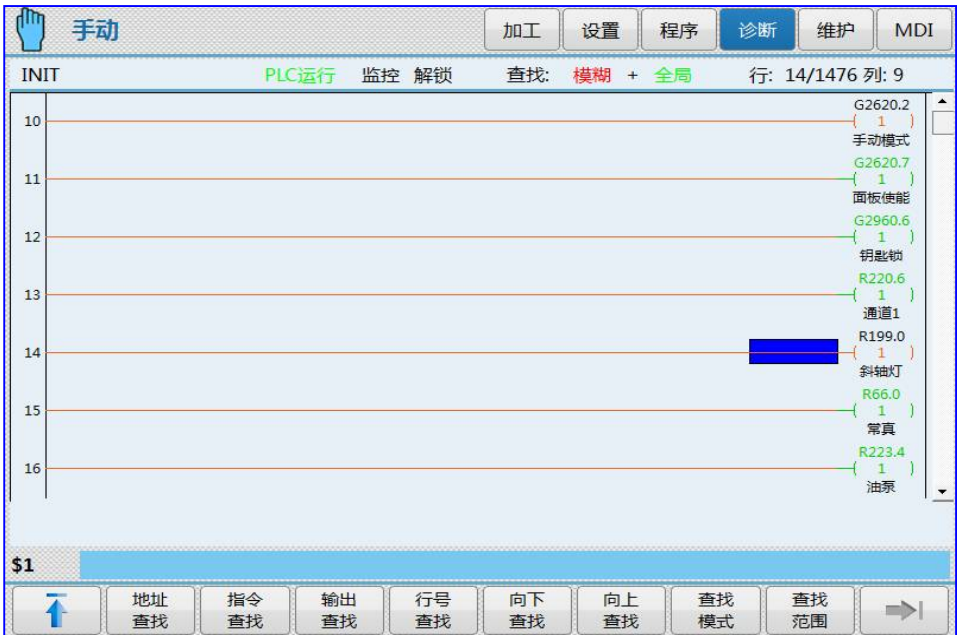 手动 加工 设置 程序 诊断 维护 MDI
INIT PLC运行 监控 解锁 查找: 模糊 + 全局 行: 14/1476 列: 9
G2620.2
10 ( 1 )
手动模式
G2620.7
11 ( 1 )
面板使能
G2960.6
12 ( 1 )
钥匙锁
R220.6
13 ( 1 )
通道1
R199.0
14 ( 1 )
斜轴灯
R66.0
15 ( 1 )
常真
R223.4
16 ( 1 )
油泵
$1
地址 指令 输出 行号 向下 向上 查找 查找
查找 查找 查找 查找 查找 查找 模式 范围